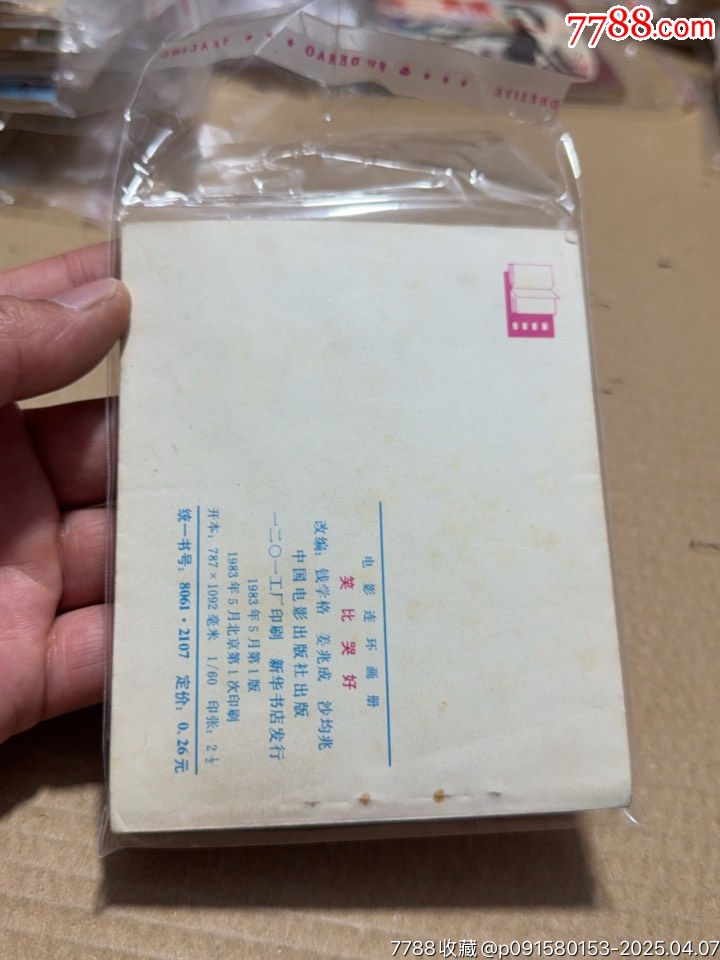 7788.com
电影连环画册
笑比哭好
改编：钱学格 姜兆成 沙均兆
中国电影出版社出版
一二〇一工厂印刷 新华书店发行
1983年5月第1版
1983年5月北京第1次印刷
开本：787×1092毫米 1/60 印张：2½
统一书号：8061·2107 定价：0.26元
7788收藏@p091580153-2025.04.07